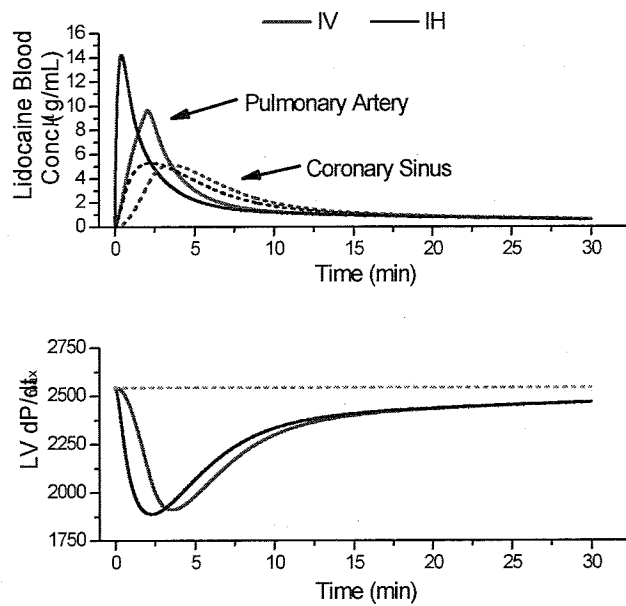 IV IH
Lidocaine Blood
Concl(g/mL)
16
14
12
10
8
6
4
2
0
Pulmonary Artery
Coronary Sinus
0 5 10 15 20 25 30
Time (min)
LV dP/dt
2750
2500
2250
2000
1750
0 5 10 15 20 25 30
Time (min)